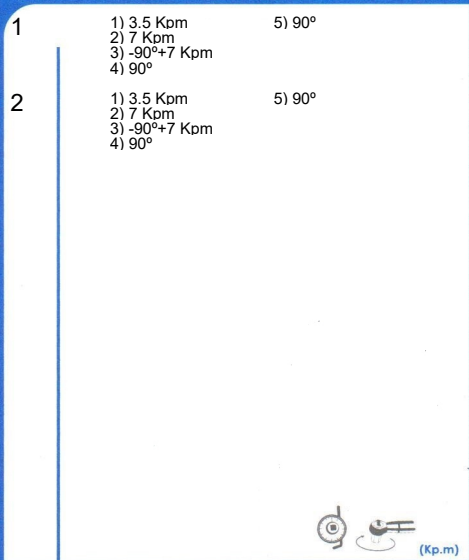 1 1) 3.5 Kpm 5) 90º
2) 7 Kpm
3) -90º+7 Kpm
4) 90º
2 1) 3.5 Kpm 5) 90º
2) 7 Kpm
3) -90º+7 Kpm
4) 90º
(Kp.m)